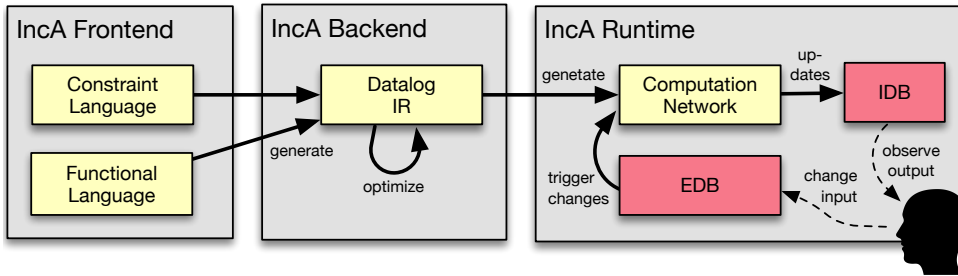 IncA Frontend
Constraint
Language
Functional
Language
generate
IncA Backend
Datalog
IR
optimize
IncA Runtime
genetate
Computation
Network
up-
dates
IDB
trigger
changes
EDB
change
input
observe
output